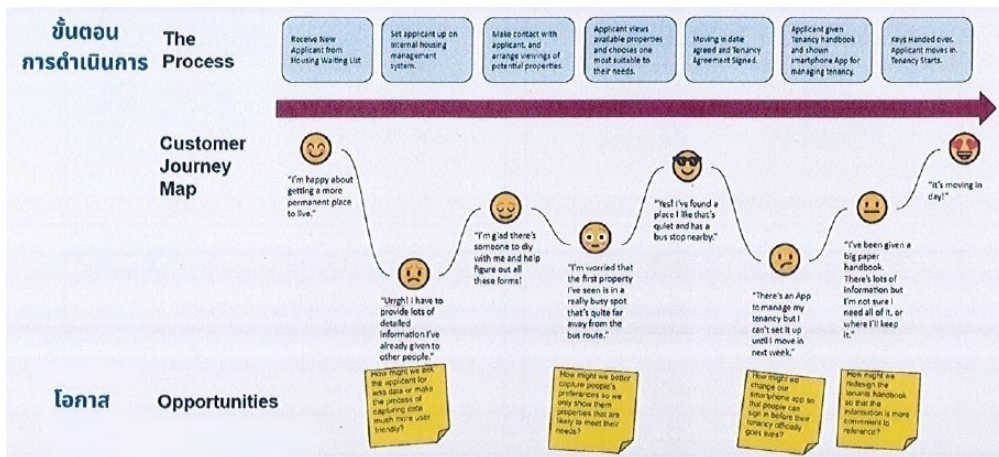 ขั้นตอน
การดำเนินการ
The
Process
Receive New
Applicant from
Housing Waiting List
Set applicant up on
internal housing
management
system.
Make contact with
applicant, and
arrange viewings of
potential properties.
Applicant views
available properties
and chooses one
most suitable to
their needs.
Moving in date
agreed and Tenancy
Agreement Signed.
Applicant given
Tenancy handbook
and shown
smartphone App for
managing tenancy.
Keys Handed over.
Applicant moves in.
Tenancy Starts.
Customer
Journey
Map
"I'm happy about
getting a more
permanent place
to live."
"Urrgh! I have to
provide lots of
detailed
information I've
already given to
other people."
"I'm glad there's
someone to
with me and help
figure out all
these forms!
"I'm worried that
the first property
I've seen is in a
really busy spot
that's quite far
away from the
bus route."
"Yes! I've found a
place I like that's
quiet and has a
bus stop nearby."
"There's an App
to manage my
tenancy but I
can't set it up
until I move in
next week."
"I've been given a
big paper
handbook.
There's lots of
information but
I'm not sure I
need all of it, or
where I'll keep
it."
"It's moving in
day!"
โอกาส
Opportunities
How might we ask
the applicant for
less data or make
the process of
capturing data
much more user
friendly?
How might we better
capture people's
preferences so we
only show them
properties that are
likely to meet their
needs?
How might we
change our
smartphone app so
that people can
sign in before their
tenancy officially
goes lives?
How might we
redesign the
tenants handbook
so that the
information is more
convenient to
reference?